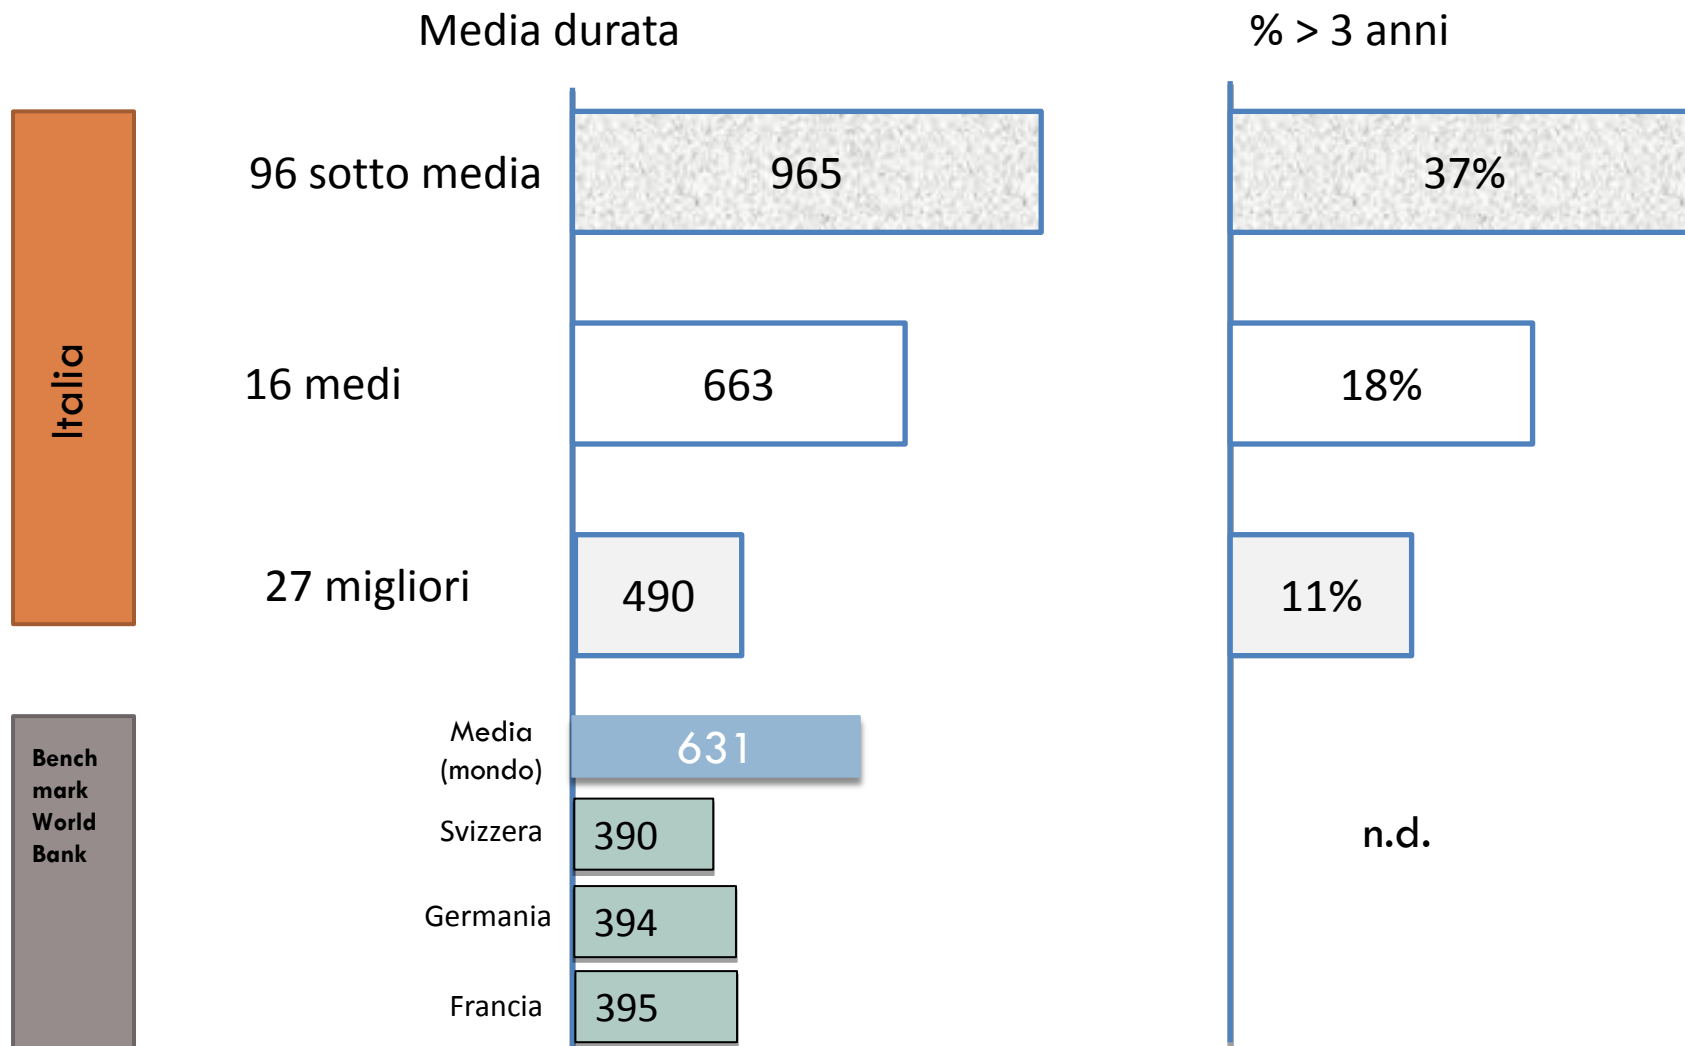 Media durata
% > 3 anni
Italia
96 sotto media
965
37%
16 medi
663
18%
27 migliori
490
11%
Bench
mark
World
Bank
Media
(mondo)
631
Svizzera
390
n.d.
Germania
394
Francia
395